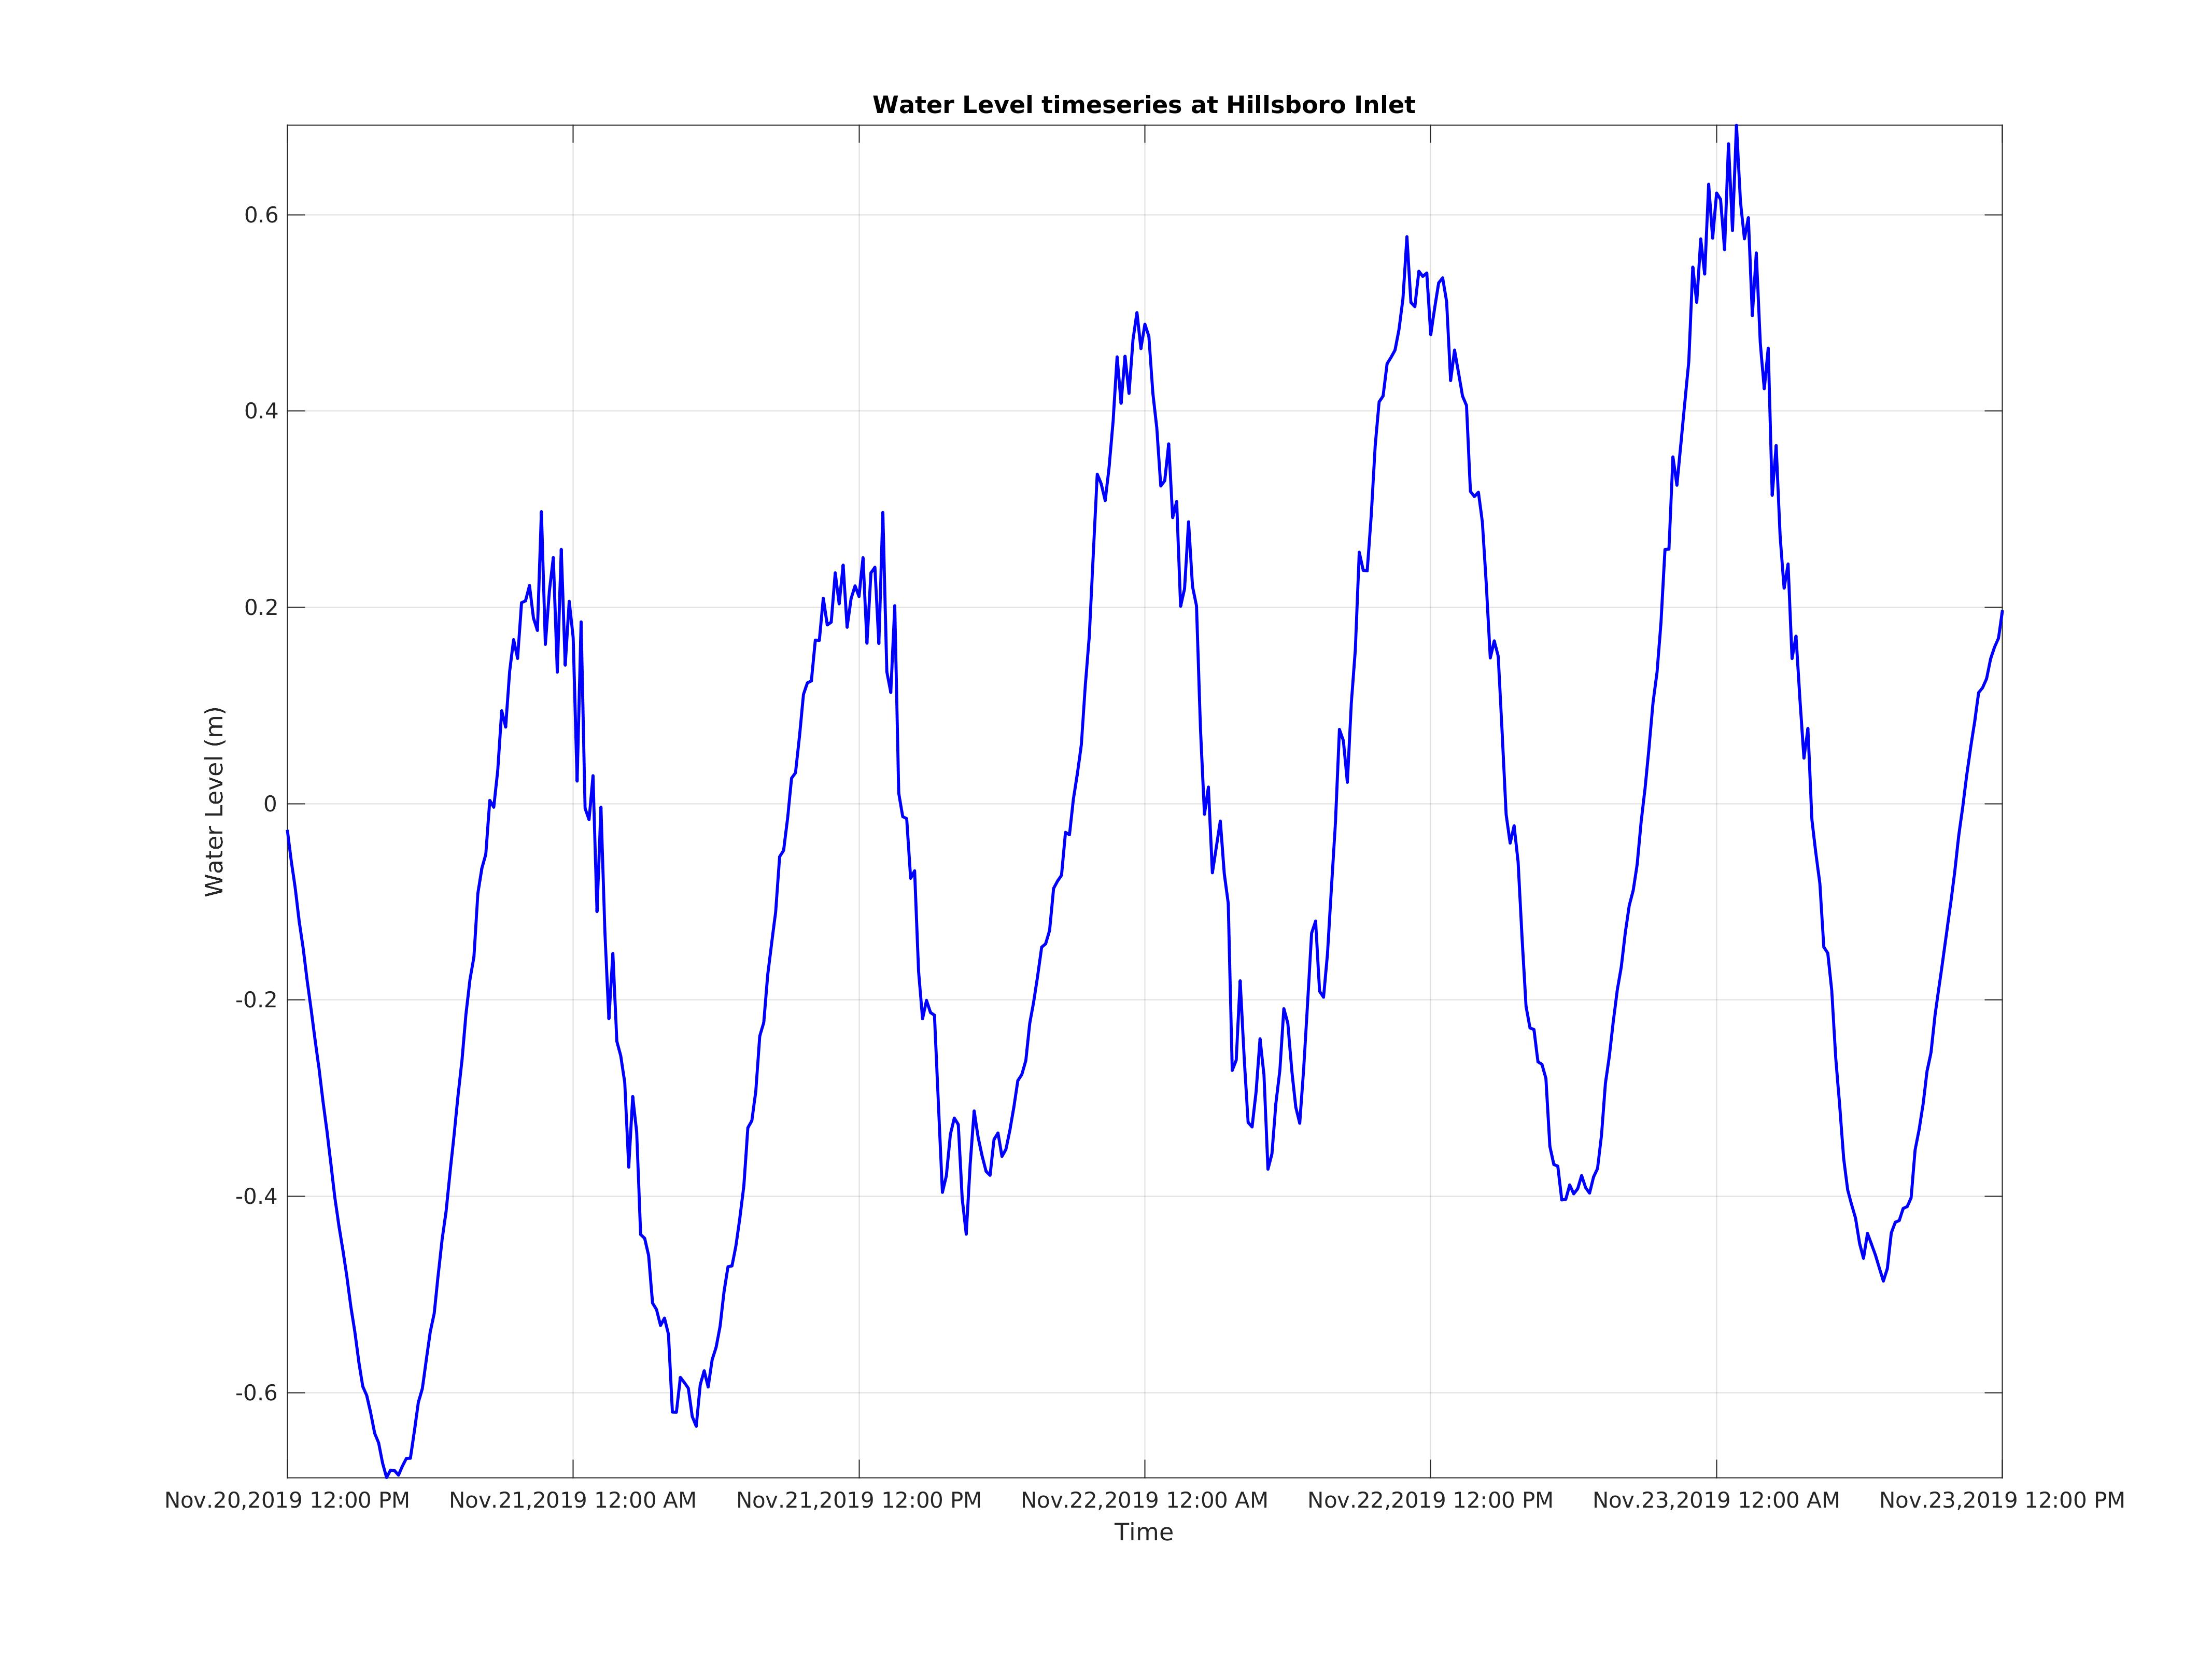 Water Level timeseries at Hillsboro Inlet
0.6
0.4
0.2
0
-0.2
-0.4
-0.6
Water Level (m)
Nov.20,2019 12:00 PM
Nov.21,2019 12:00 AM
Nov.21,2019 12:00 PM
Nov.22,2019 12:00 AM
Nov.22,2019 12:00 PM
Nov.23,2019 12:00 AM
Nov.23,2019 12:00 PM
Time